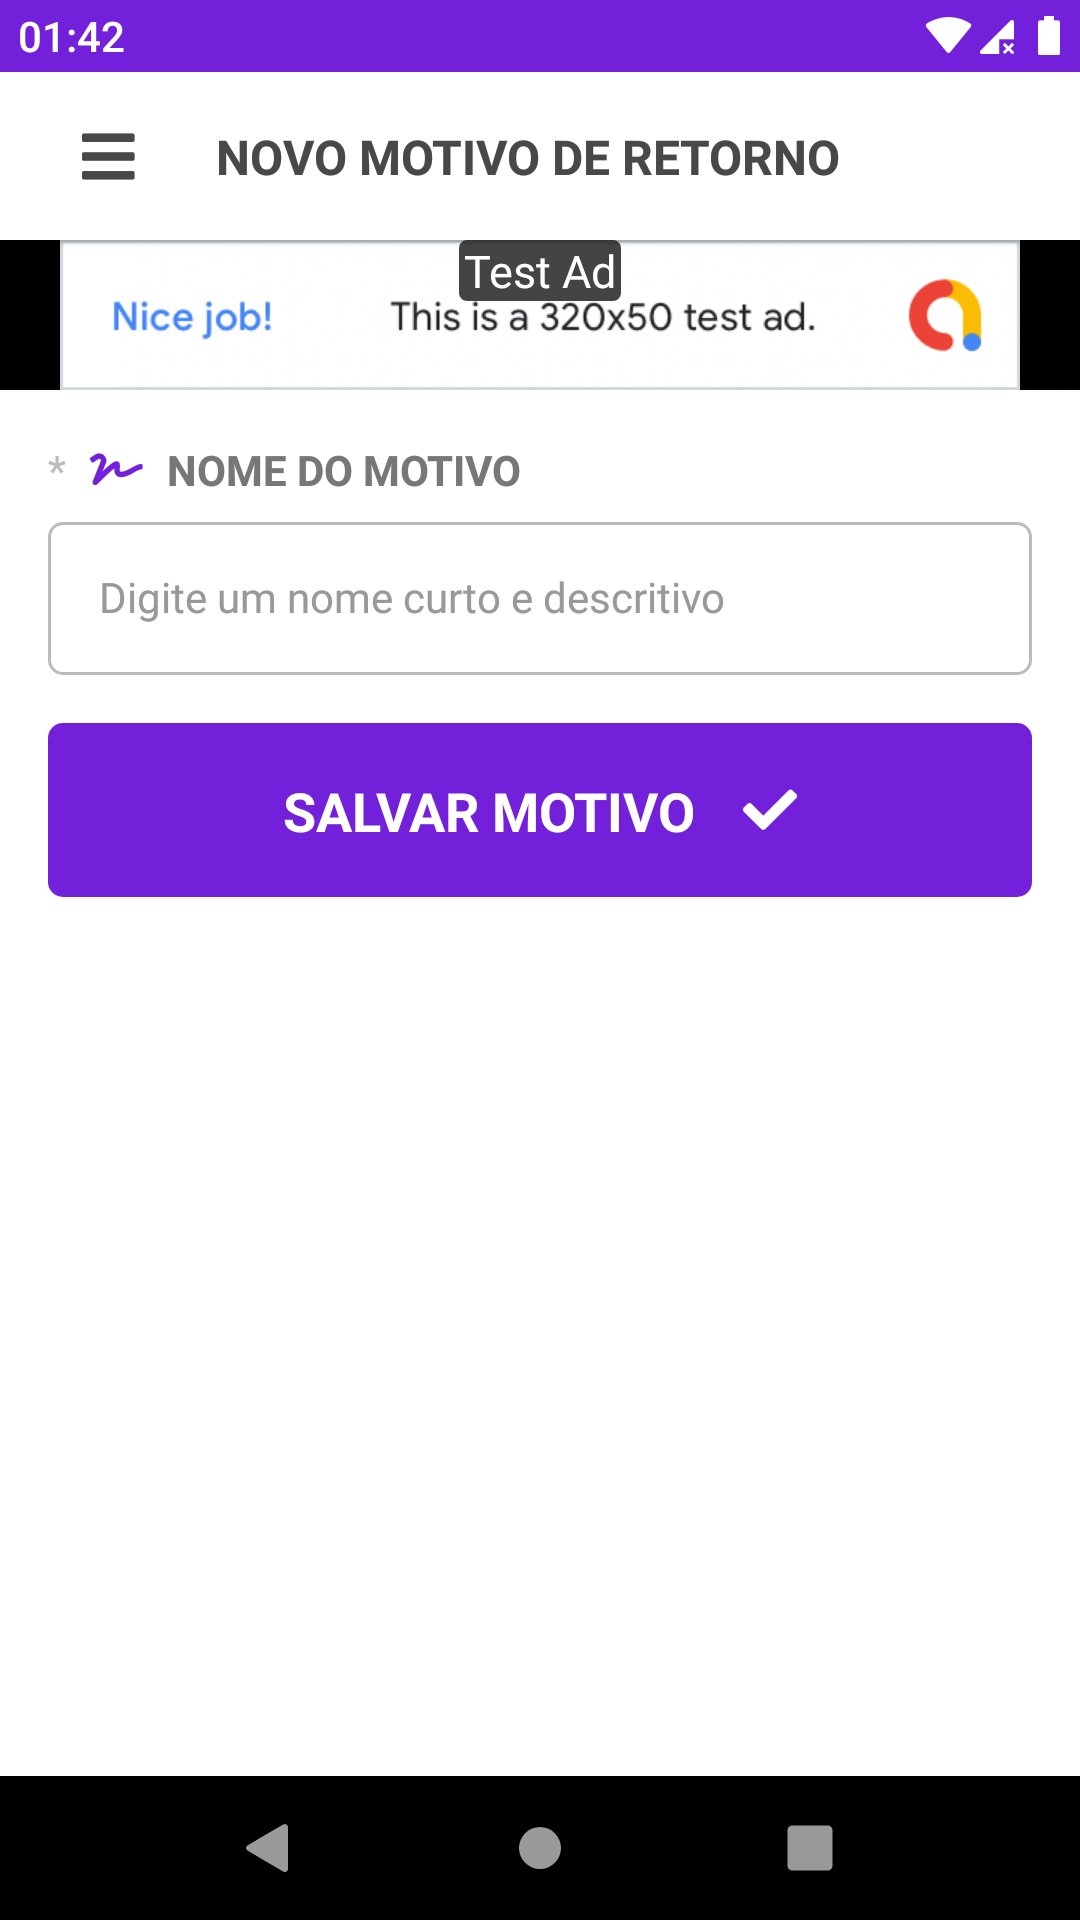 01:42
NOVO MOTIVO DE RETORNO
Test Ad
Nice job! This is a 320x50 test ad.
* NOME DO MOTIVO
Digite um nome curto e descritivo
SALVAR MOTIVO